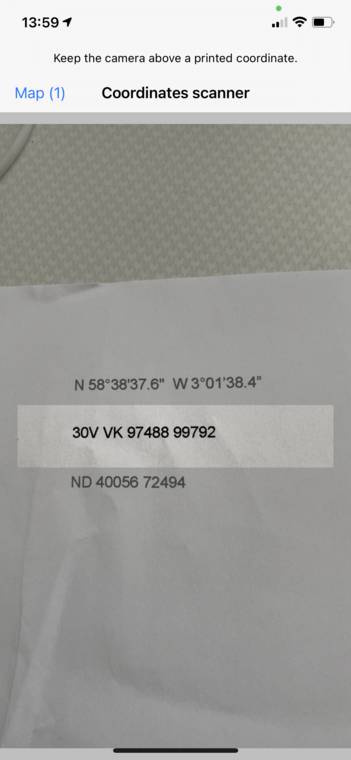 13:59
Keep the camera above a printed coordinate.
Map (1) Coordinates scanner
N 58°38'37.6" W 3°01'38.4"
30V VK 97488 99792
ND 40056 72494